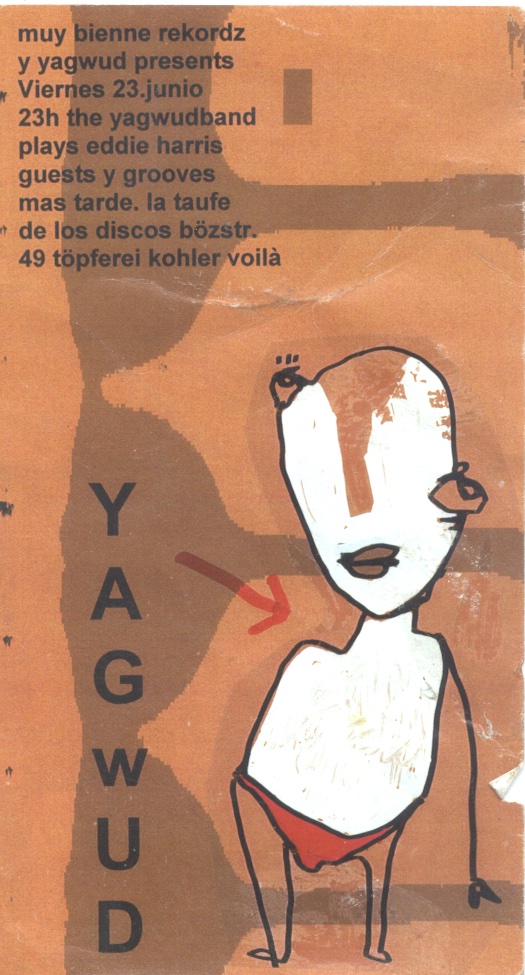 muy bienne rekordz
y yagwud presents
Viernes 23.junio
23h the yagwudband
plays eddie harris
guests y grooves
mas tarde. la taufe
de los discos bözstr.
49 töpferei kohler voilà
Y
A
G
w
U
D